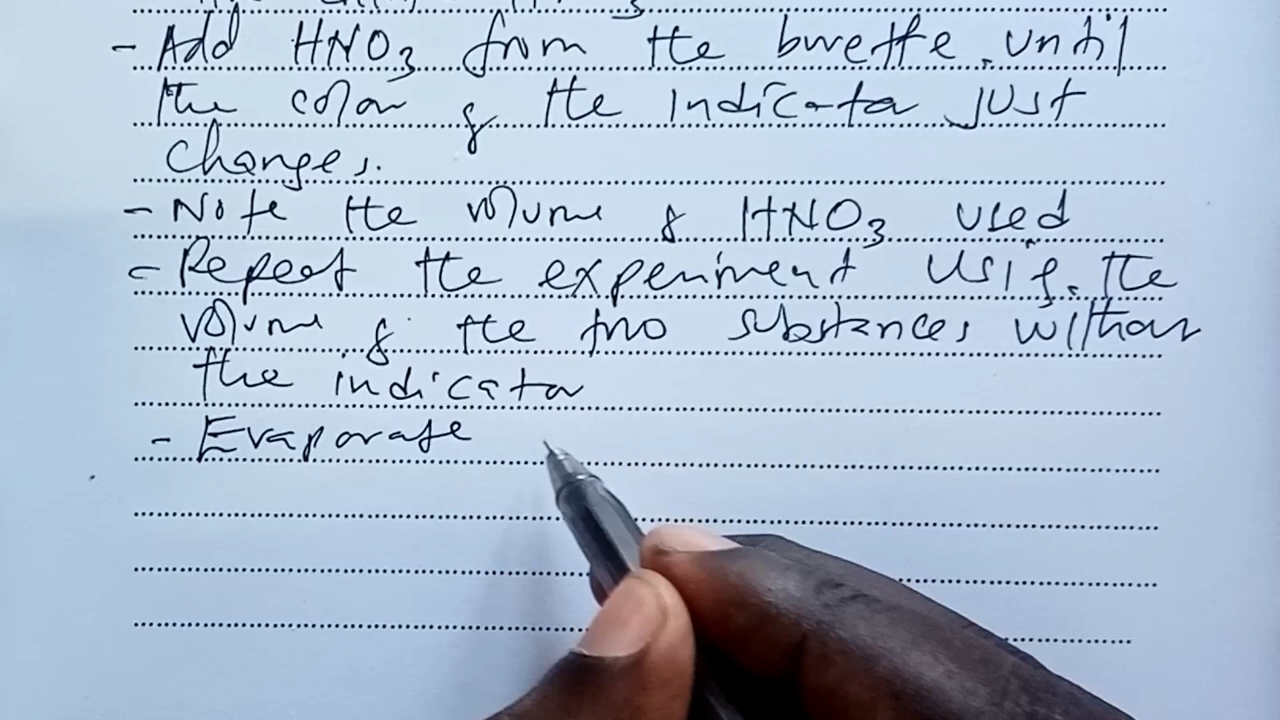 - Add HNO3 from the burette until
the color of the indicator just
changes.
- Note the volume of HNO3 used
- Repeat the experiment using the
volume of the two substances without
the indicator
- Evaporate